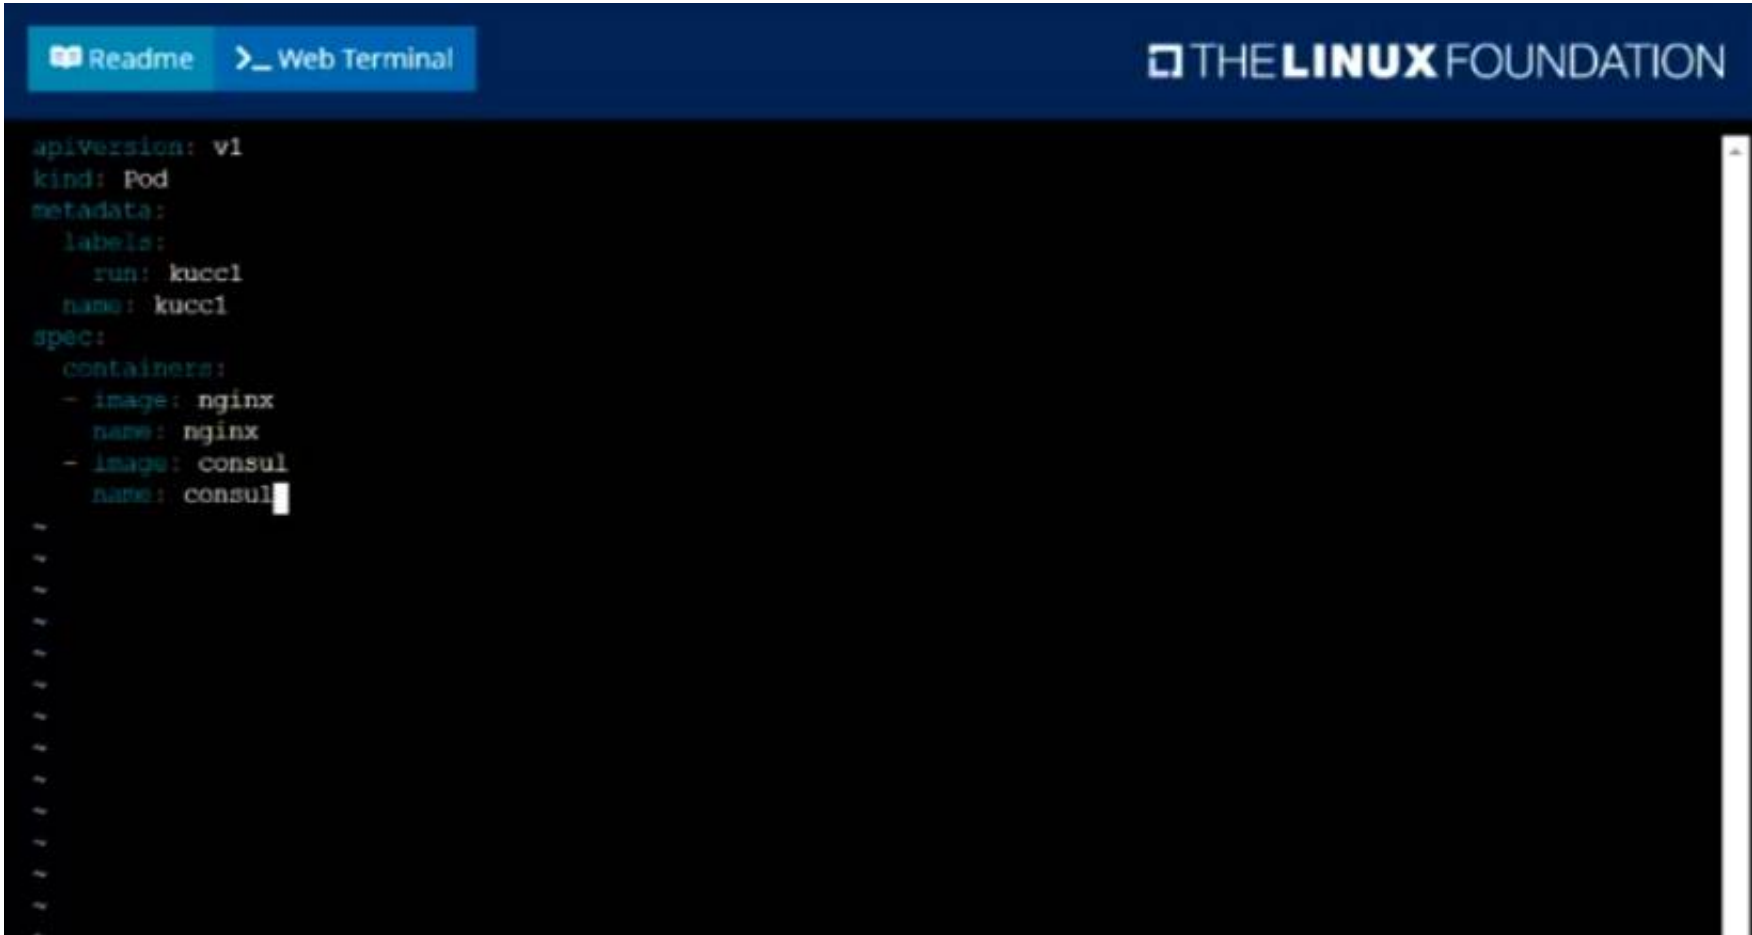 Readme
>_ Web Terminal
THE LINUX FOUNDATION
apiVersion: v1
kind: Pod
metadata:
  labels:
    run: kucc1
  name: kucc1
spec:
  containers:
  - image: nginx
    name: nginx
  - image: consul
    name: consul
~
~
~
~
~
~
~
~
~
~
~
~
~